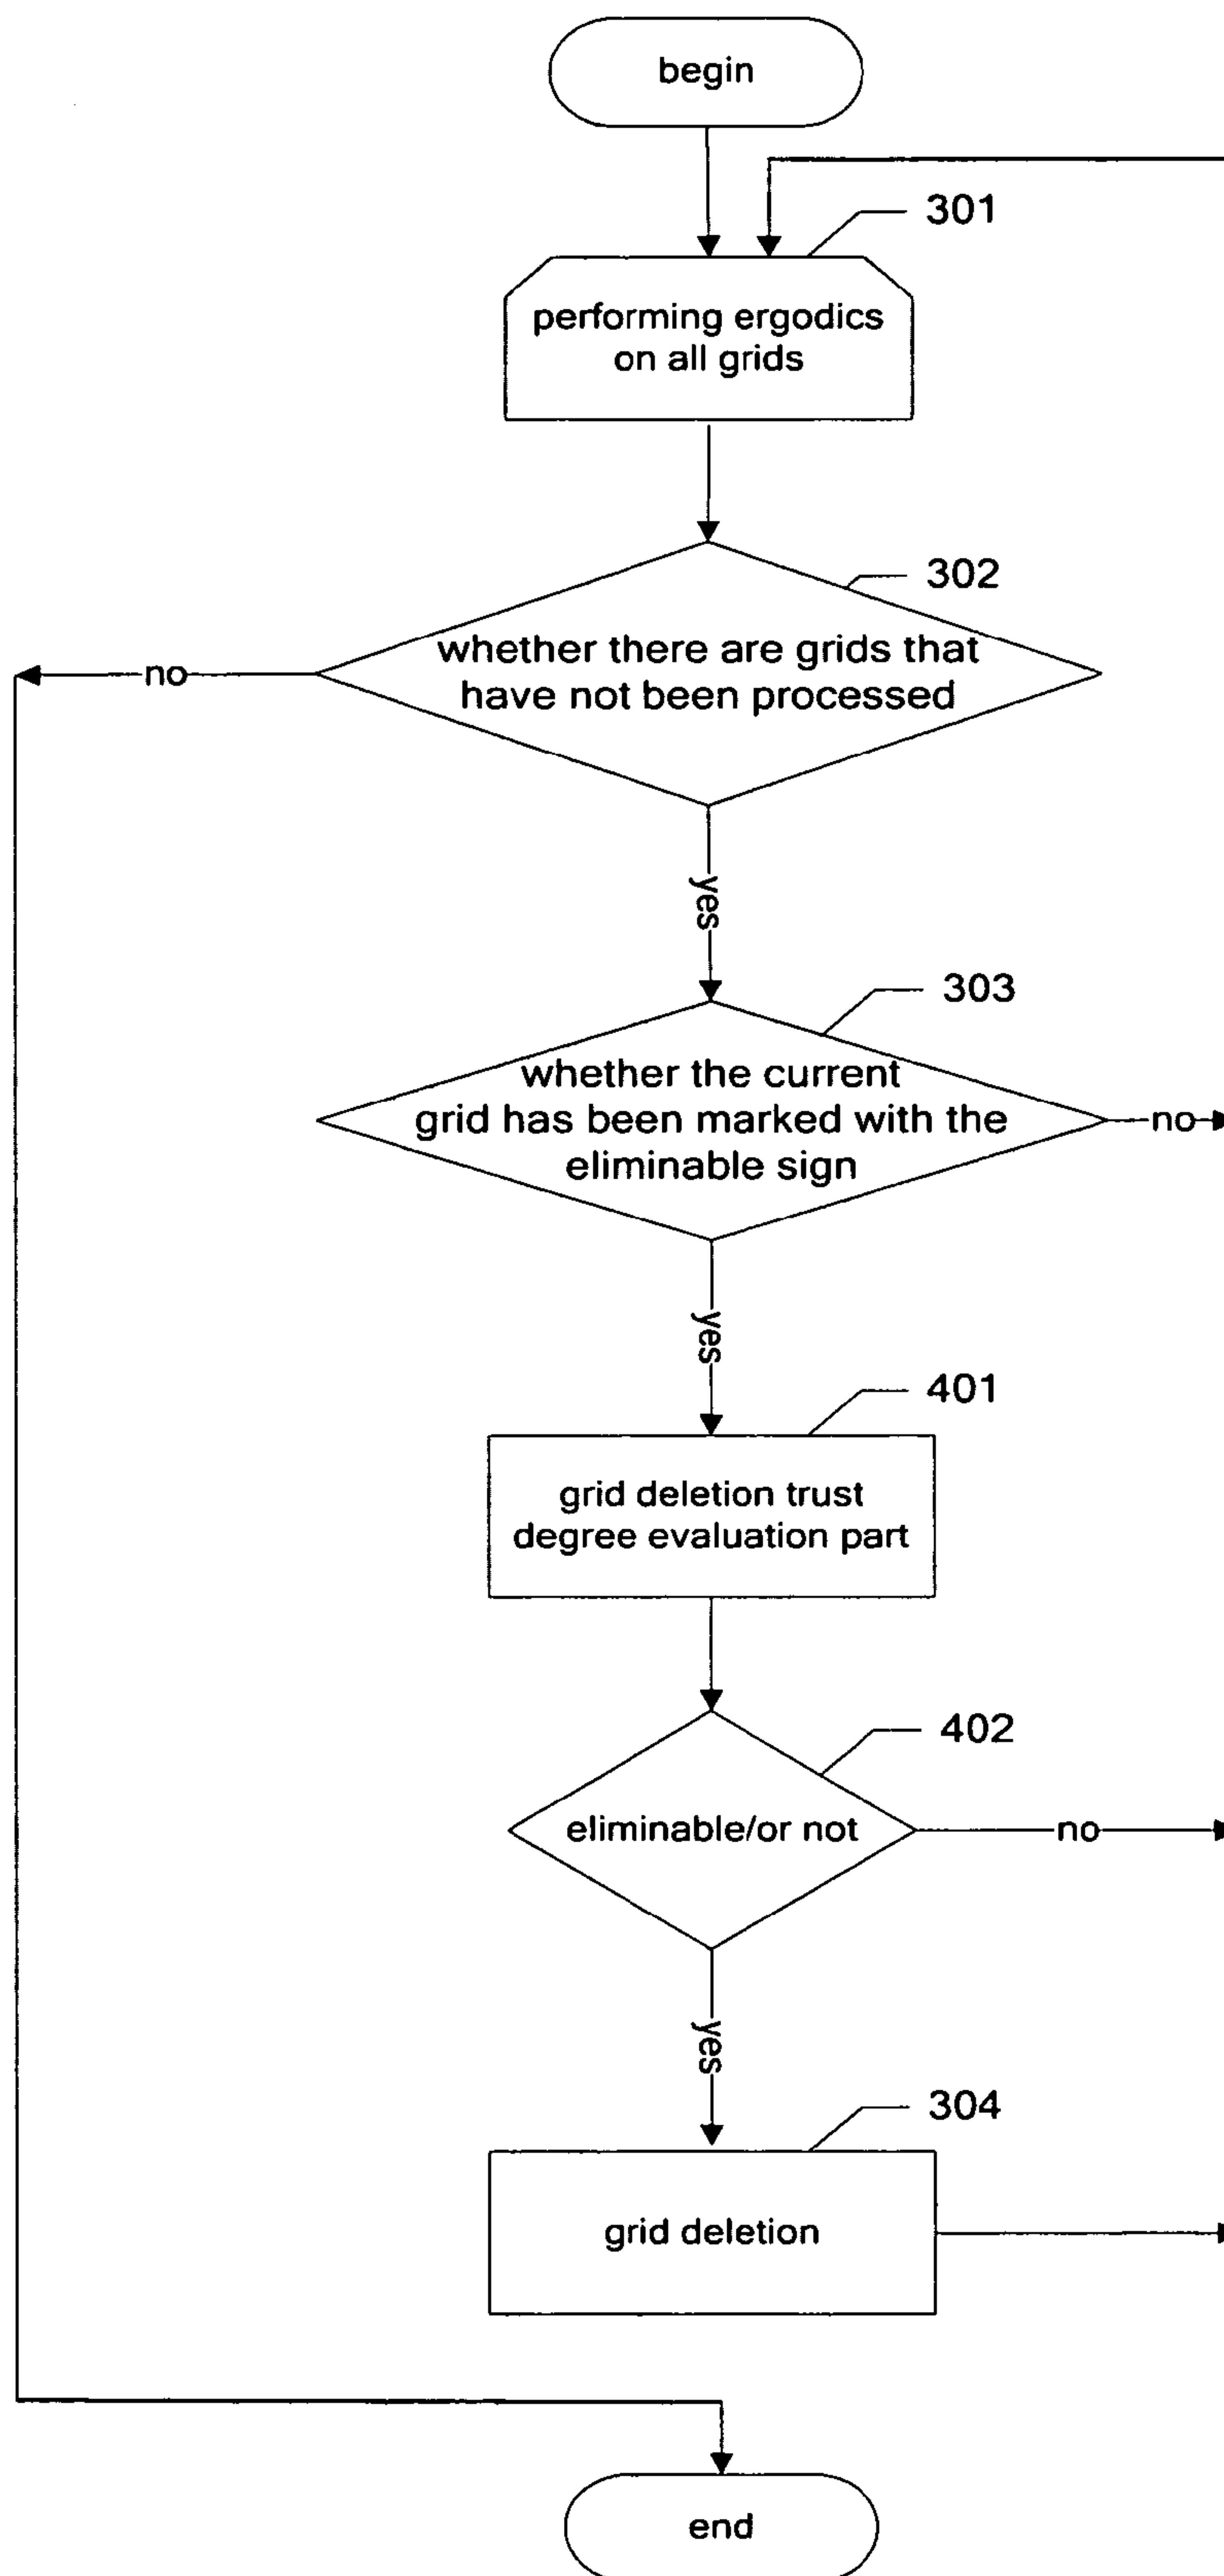 begin
301
performing ergodics
on all grids
302
whether there are grids that
have not been processed
no
yes
303
whether the current
grid has been marked with the
eliminable sign
no
yes
401
grid deletion trust
degree evaluation part
402
eliminable/or not
no
yes
304
grid deletion
end